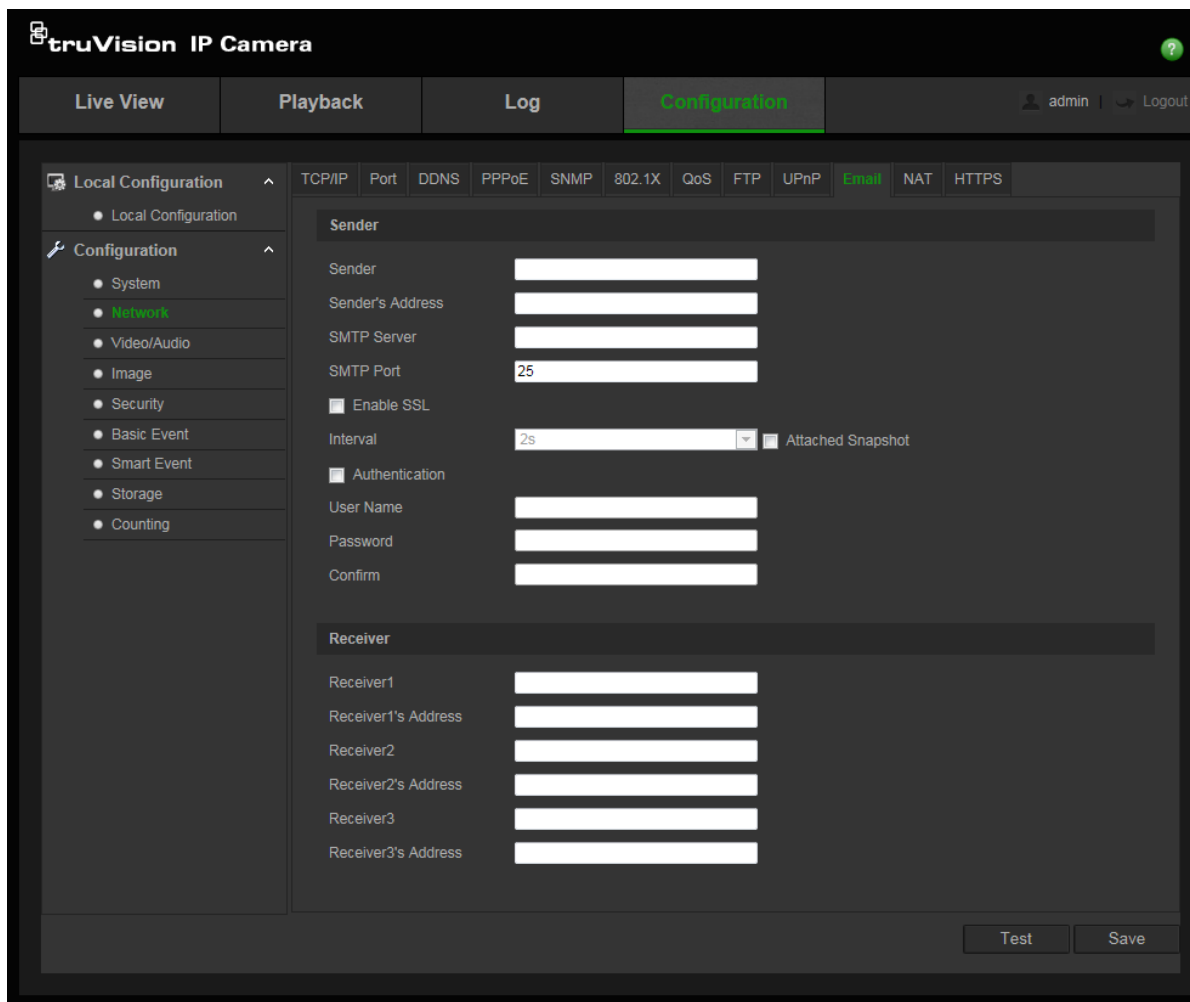 truVision IP Camera
?
Live View Playback Log Configuration admin | Logout
Local Configuration
Local Configuration
Configuration
System
Network
Video/Audio
Image
Security
Basic Event
Smart Event
Storage
Counting
TCP/IP Port DDNS PPPoE SNMP 802.1X QoS FTP UPnP Email NAT HTTPS
Sender
Sender
Sender's Address
SMTP Server
SMTP Port 25
Enable SSL
Interval 2s Attached Snapshot
Authentication
User Name
Password
Confirm
Receiver
Receiver1
Receiver1's Address
Receiver2
Receiver2's Address
Receiver3
Receiver3's Address
Test Save